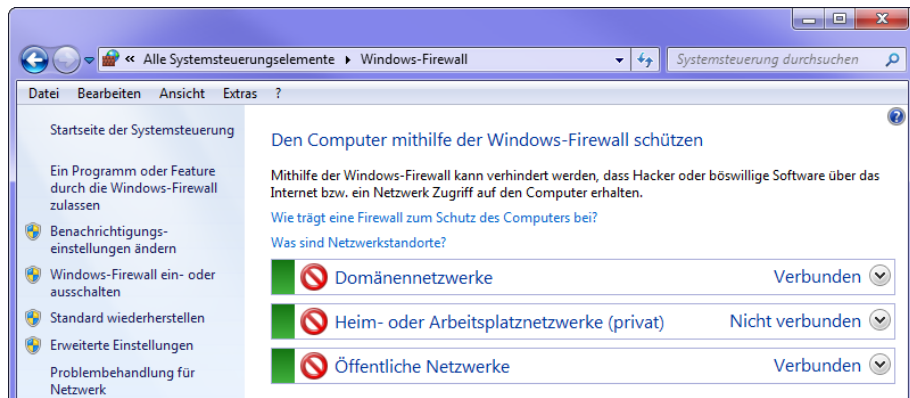 « Alle Systemsteuerungselemente ▸ Windows-Firewall
Systemsteuerung durchsuchen
Datei Bearbeiten Ansicht Extras ?
Startseite der Systemsteuerung
Ein Programm oder Feature
durch die Windows-Firewall
zulassen
Benachrichtigungs-
einstellungen ändern
Windows-Firewall ein- oder
ausschalten
Standard wiederherstellen
Erweiterte Einstellungen
Problembehandlung für
Netzwerk
Den Computer mithilfe der Windows-Firewall schützen
Mithilfe der Windows-Firewall kann verhindert werden, dass Hacker oder böswillige Software über das
Internet bzw. ein Netzwerk Zugriff auf den Computer erhalten.
Wie trägt eine Firewall zum Schutz des Computers bei?
Was sind Netzwerkstandorte?
Domänennetzwerke Verbunden
Heim- oder Arbeitsplatznetzwerke (privat) Nicht verbunden
Öffentliche Netzwerke Verbunden